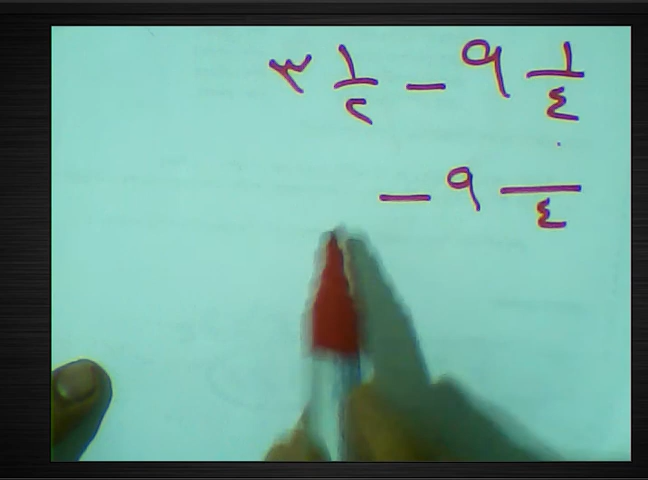 ١/٤ ٩ - ١/٢ ٣
/٤ ٩ -